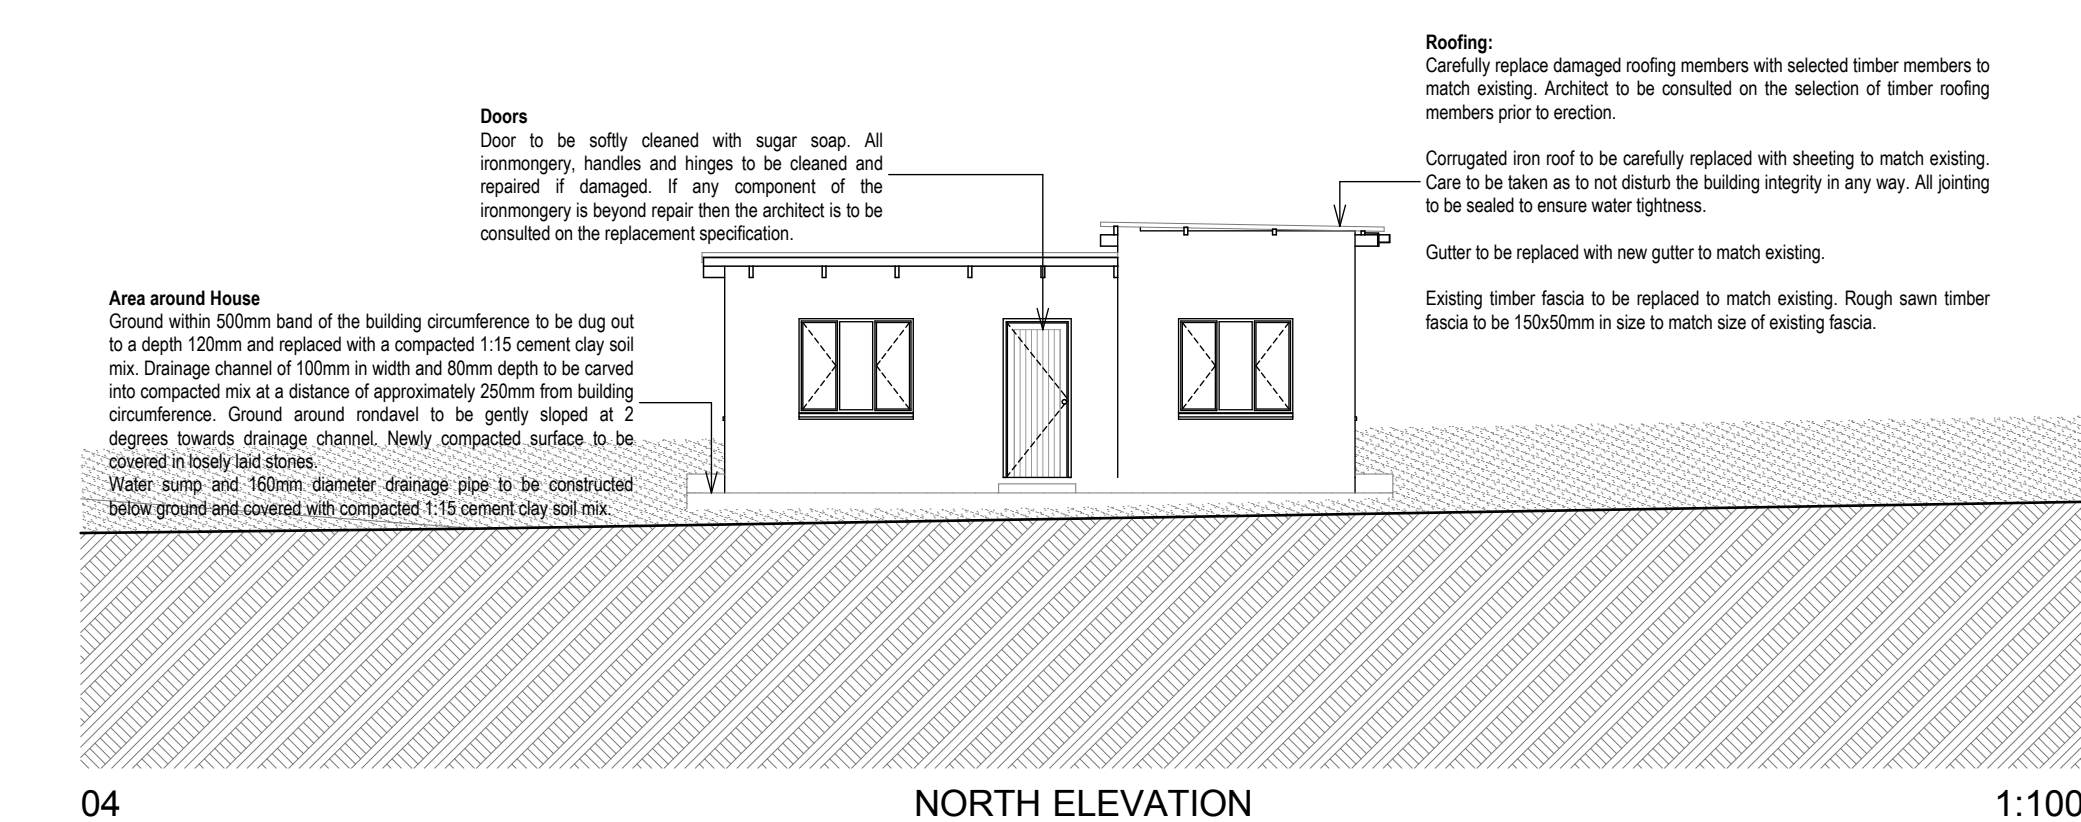 Roofing:
Carefully replace damaged roofing members with selected timber members to
match existing. Architect to be consulted on the selection of timber roofing
members prior to erection.
Corrugated iron roof to be carefully replaced with sheeting to match existing.
Care to be taken as to not disturb the building integrity in any way. All jointing
to be sealed to ensure water tightness.
Gutter to be replaced with new gutter to match existing.
Existing timber fascia to be replaced to match existing. Rough sawn timber
fascia to be 150x50mm in size to match size of existing fascia.
Doors
Door to be softly cleaned with sugar soap. All
ironmongery, handles and hinges to be cleaned and
repaired if damaged. If any component of the
ironmongery is beyond repair then the architect is to be
consulted on the replacement specification.
Area around House
Ground within 500mm band of the building circumference to be dug out
to a depth 120mm and replaced with a compacted 1:15 cement clay soil
mix. Drainage channel of 100mm in width and 80mm depth to be carved
into compacted mix at a distance of approximately 250mm from building
circumference. Ground around rondavel to be gently sloped at 2
degrees towards drainage channel. Newly compacted surface to be
covered in losely laid stones.
Water sump and 160mm diameter drainage pipe to be constructed
below ground and covered with compacted 1:15 cement clay soil mix.
04
NORTH ELEVATION
1:100